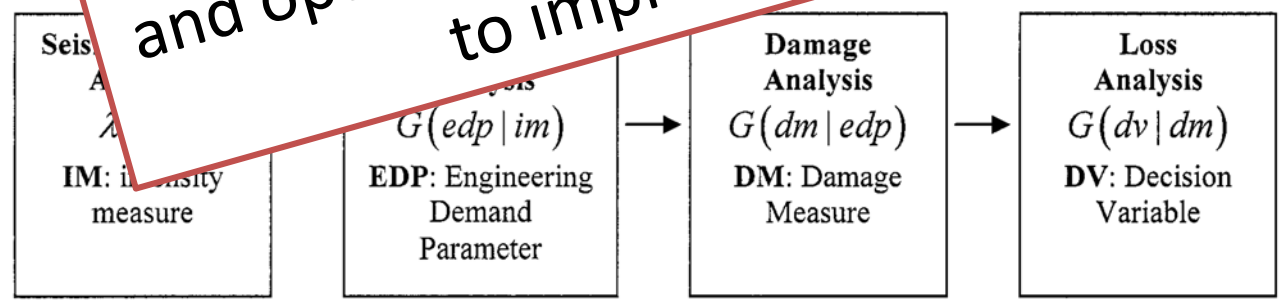 and op
to imp
Seis
A
λ
IM: i nsity
measure
ysis
G(edp | im)
EDP: Engineering
Demand
Parameter
Damage
Analysis
G(dm | edp)
DM: Damage
Measure
Loss
Analysis
G(dv | dm)
DV: Decision
Variable